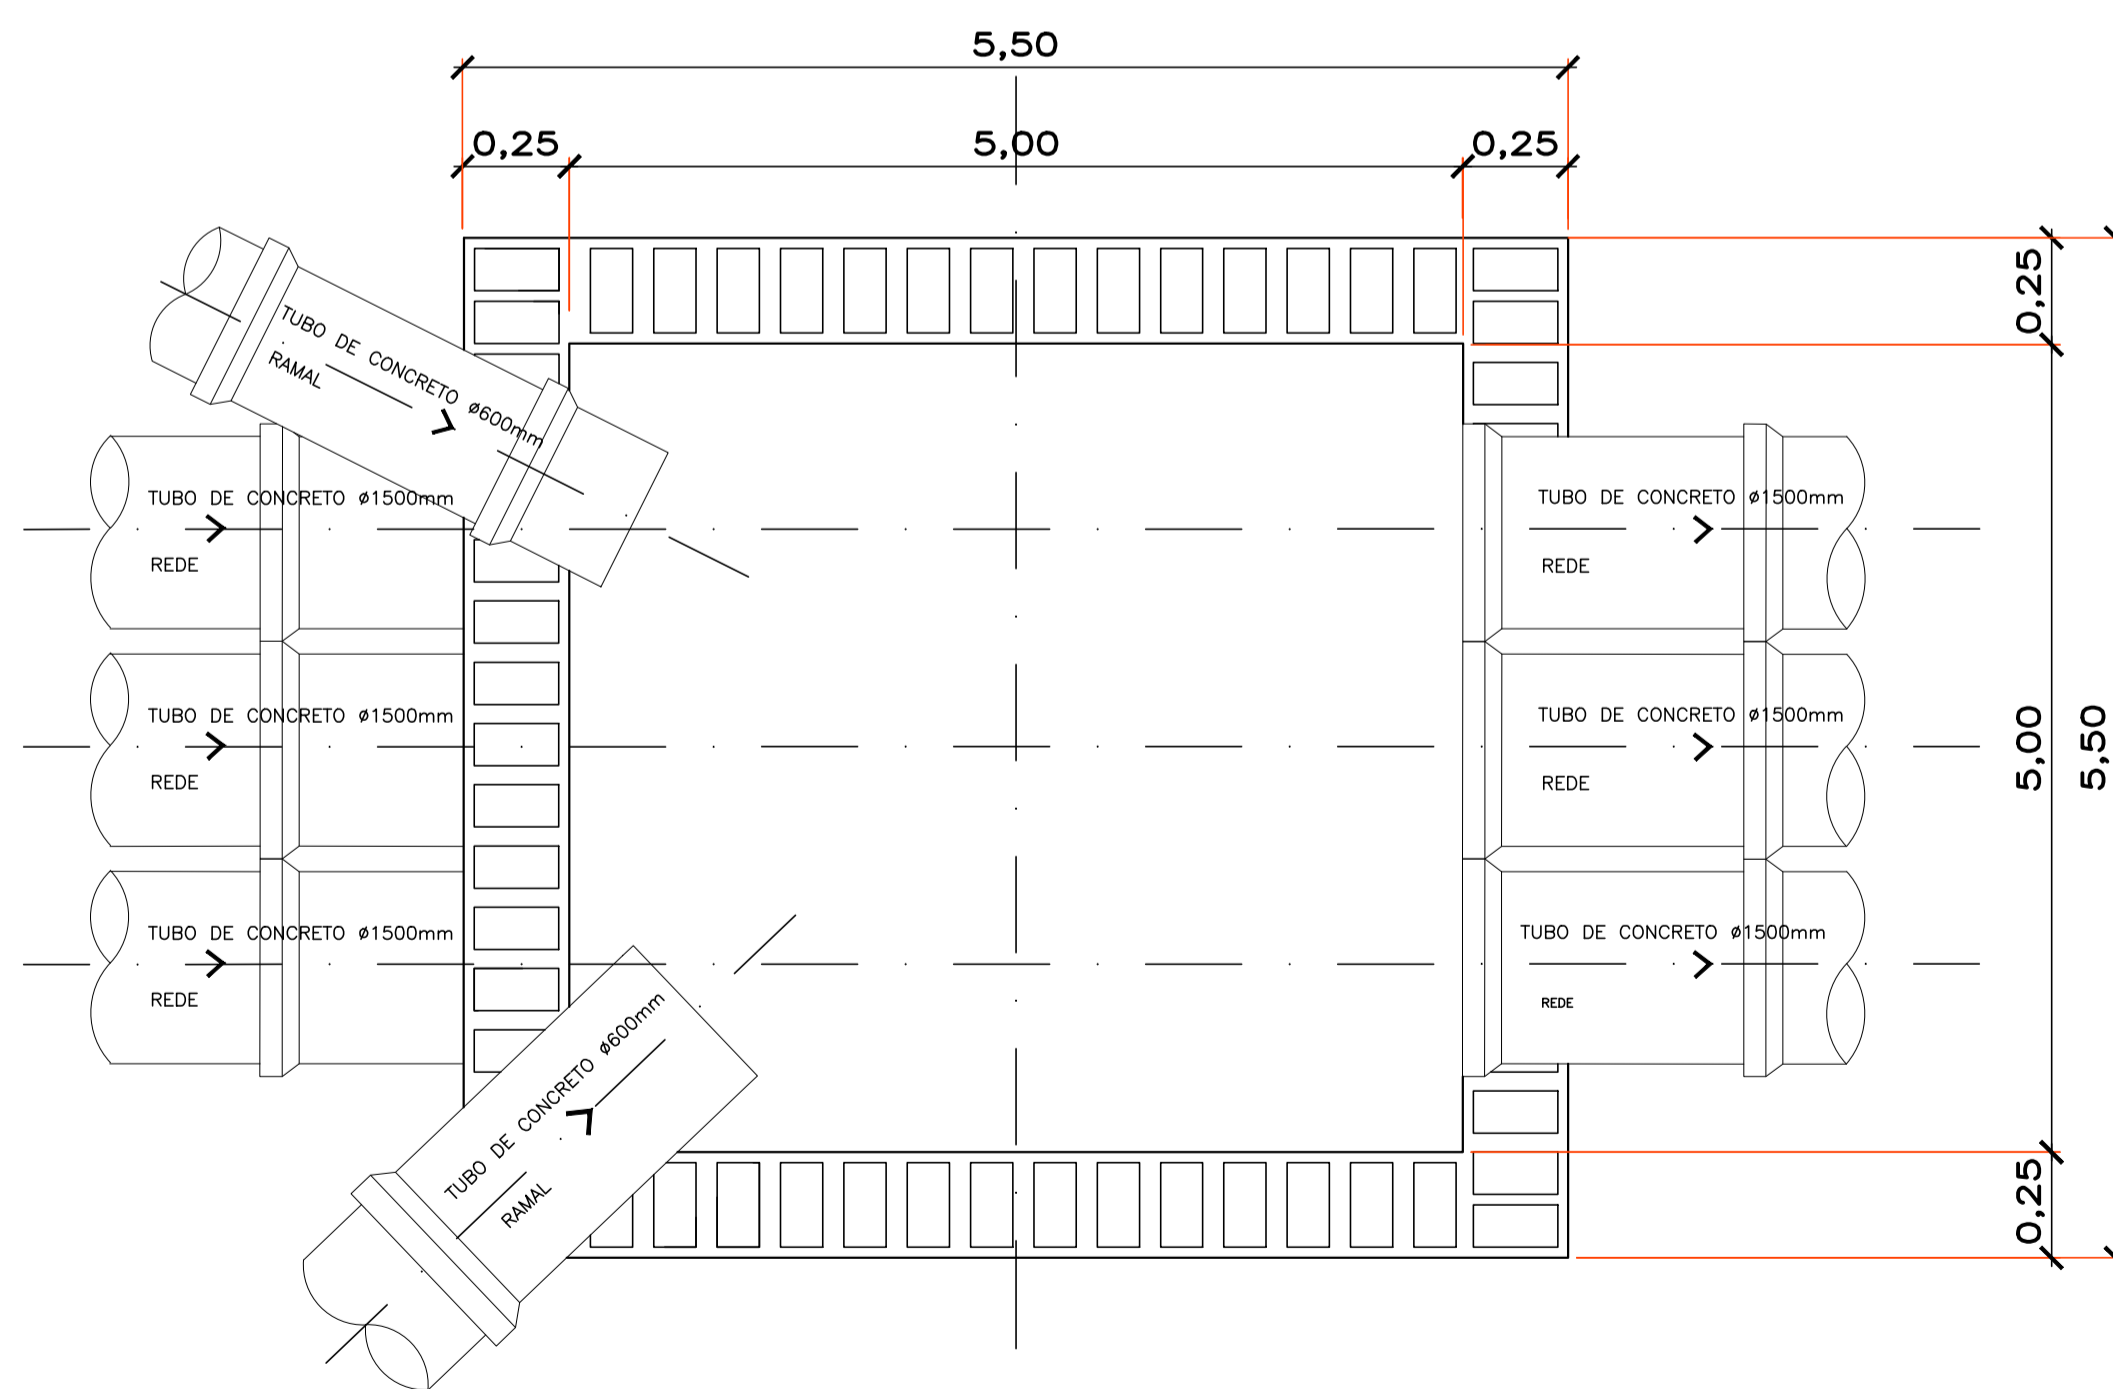 5,50
0,25
5,00
0,25
0,25
TUBO DE CONCRETO ø600mm
RAMAL
TUBO DE CONCRETO ø1500mm
REDE
TUBO DE CONCRETO ø1500mm
REDE
TUBO DE CONCRETO ø1500mm
REDE
TUBO DE CONCRETO ø1500mm
REDE
5,00
5,50
TUBO DE CONCRETO ø1500mm
REDE
TUBO DE CONCRETO ø1500mm
REDE
TUBO DE CONCRETO ø600mm
RAMAL
0,25